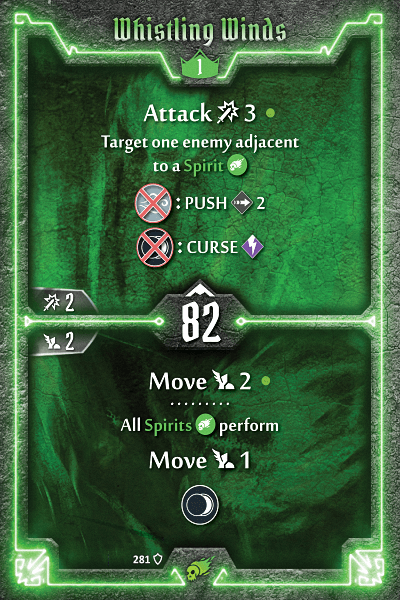 Whistling Winds
1
Attack 3
Target one enemy adjacent
to a Spirit
: PUSH 2
: CURSE
2
82
2
Move 2
All Spirits perform
Move 1
281